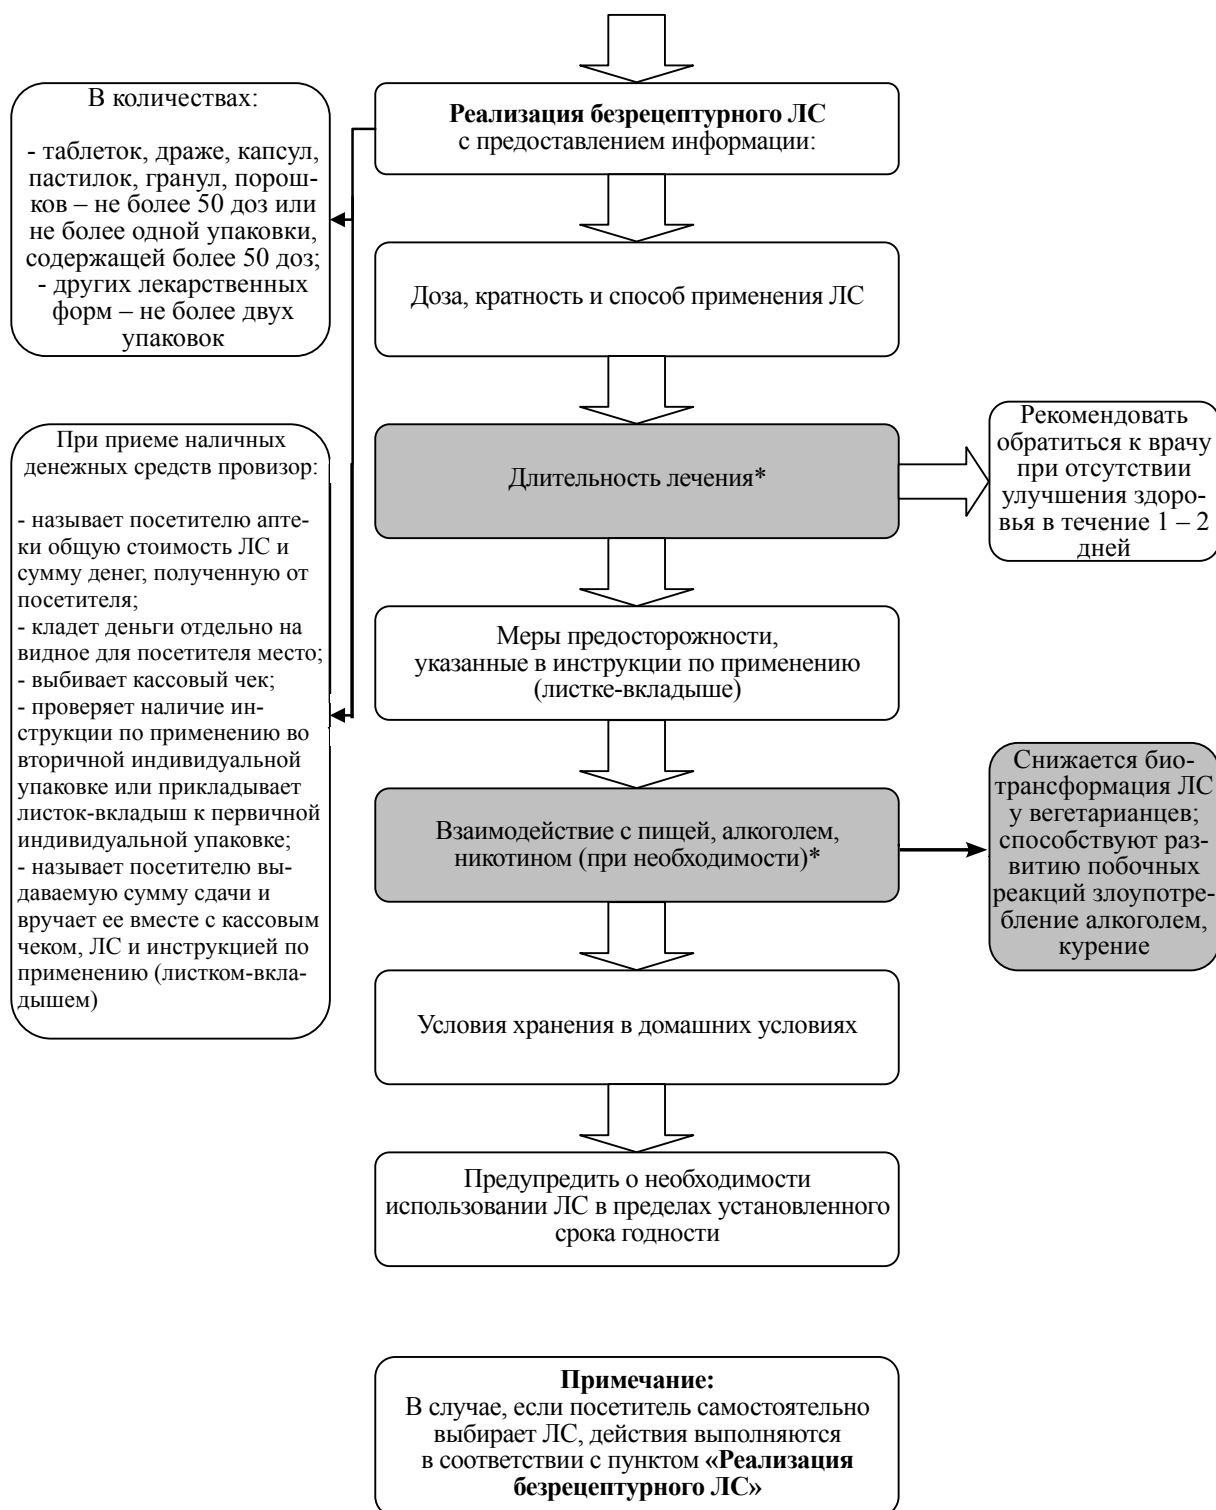 В количествах:
- таблеток, драже, капсул,
пастилок, гранул, порош-
ков – не более 50 доз или
не более одной упаковки,
содержащей более 50 доз;
- других лекарственных
форм – не более двух
упаковок
Реализация безрецептурного ЛС
с предоставлением информации:
Доза, кратность и способ применения ЛС
При приеме наличных
денежных средств провизор:
- называет посетителю апте-
ки общую стоимость ЛС и
сумму денег, полученную от
посетителя;
- кладет деньги отдельно на
видное для посетителя место;
- выбивает кассовый чек;
- проверяет наличие ин-
струкции по применению во
вторичной индивидуальной
упаковке или прикладывает
листок-вкладыш к первичной
индивидуальной упаковке;
- называет посетителю вы-
даваемую сумму сдачи и
вручает ее вместе с кассовым
чеком, ЛС и инструкцией по
применению (листком-вкла-
дышем)
Длительность лечения*
Рекомендовать
обратиться к врачу
при отсутствии
улучшения здоро-
вья в течение 1 – 2
дней
Меры предосторожности,
указанные в инструкции по применению
(листке-вкладыше)
Взаимодействие с пищей, алкоголем,
никотином (при необходимости)*
Снижается био-
трансформация ЛС
у вегетарианцев;
способствуют раз-
витию побочных
реакций злоупотре-
бление алкоголем,
курение
Условия хранения в домашних условиях
Предупредить о необходимости
использовании ЛС в пределах установленного
срока годности
Примечание:
В случае, если посетитель самостоятельно
выбирает ЛС, действия выполняются
в соответствии с пунктом «Реализация
безрецептурного ЛС»